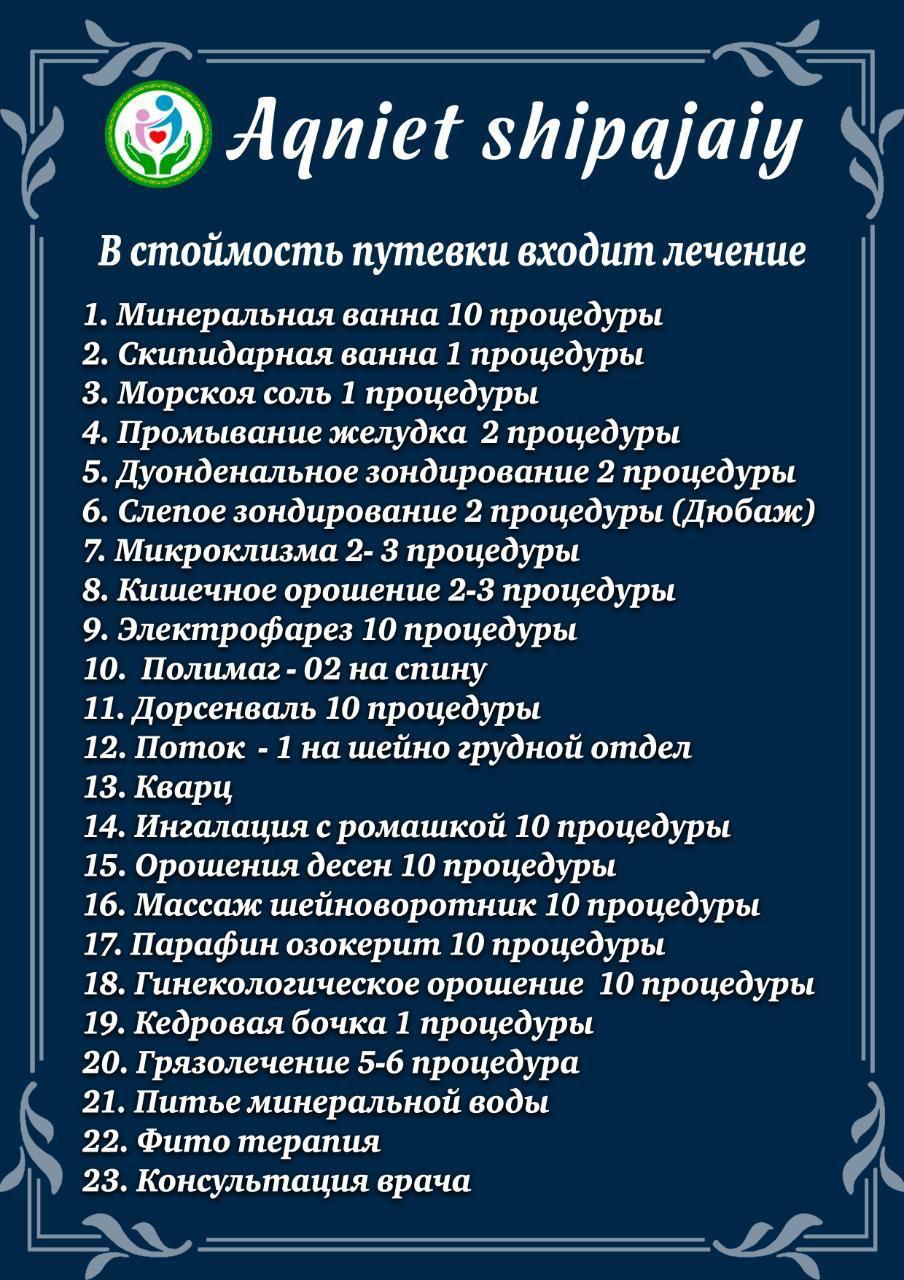 Aqniet shipajaiy
В стоймость путевки входит лечение
1. Минеральная ванна 10 процедуры
2. Скипидарная ванна 1 процедуры
3. Морскоя соль 1 процедуры
4. Промывание желудка 2 процедуры
5. Дуонденальное зондирование 2 процедуры
6. Слепое зондирование 2 процедуры (Дюбаж)
7. Микроклизма 2- 3 процедуры
8. Кишечное орошение 2-3 процедуры
9. Электрофарез 10 процедуры
10. Полимаг - 02 на спину
11. Дорсенваль 10 процедуры
12. Поток - 1 на шейно грудной отдел
13. Кварц
14. Ингалация с ромашкой 10 процедуры
15. Орошения десен 10 процедуры
16. Массаж шейноворотник 10 процедуры
17. Парафин озокерит 10 процедуры
18. Гинекологическое орошение 10 процедуры
19. Кедровая бочка 1 процедуры
20. Грязолечение 5-6 процедура
21. Питье минеральной воды
22. Фито терапия
23. Консультация врача